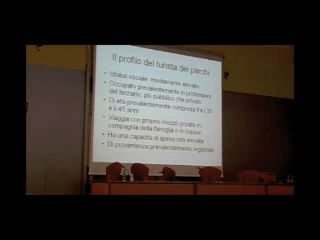 Il profilo del turista dei parchi
• Status sociale: mediamente elevato
• Occupato prevalentemente in professioni
del terziario, più pubblico che privato
• Di età prevalentemente compresa fra i 30
e i 45 anni
• Viaggia con proprio mezzo privato in
compagnia della famiglia o in coppia
• Ha una capacità di spesa non elevata
• Di provenienza prevalentemente regionale